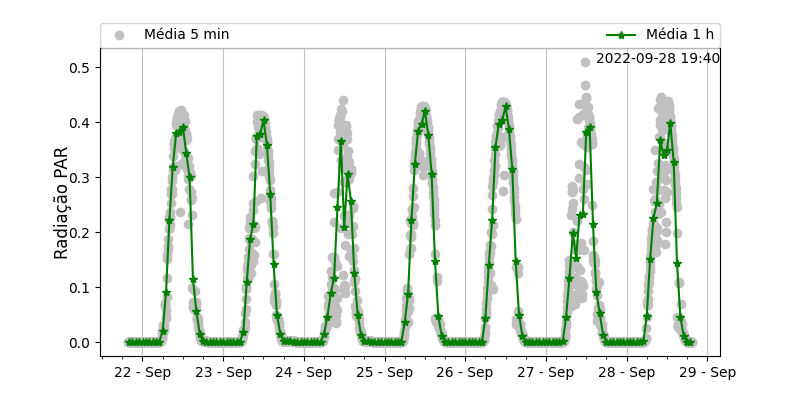 Média 5 min
Média 1 h
2022-09-28 19:40
Radiação PAR
0.5
0.4
0.3
0.2
0.1
0.0
22 - Sep
23 - Sep
24 - Sep
25 - Sep
26 - Sep
27 - Sep
28 - Sep
29 - Sep